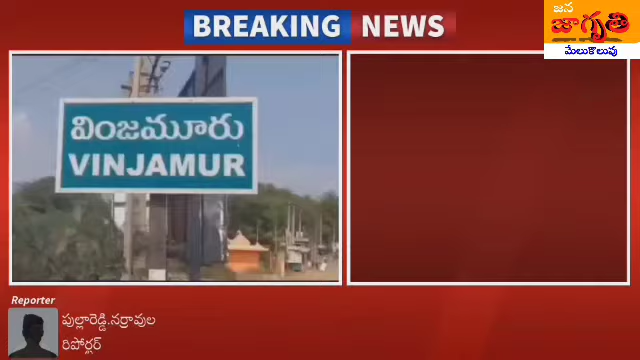 BREAKING NEWS
జన
జాగృతి
మేలుకొలుపు
వింజమూరు
VINJAMUR
Reporter
పుల్లారెడ్డి.నర్రావుల
రిపోర్టర్